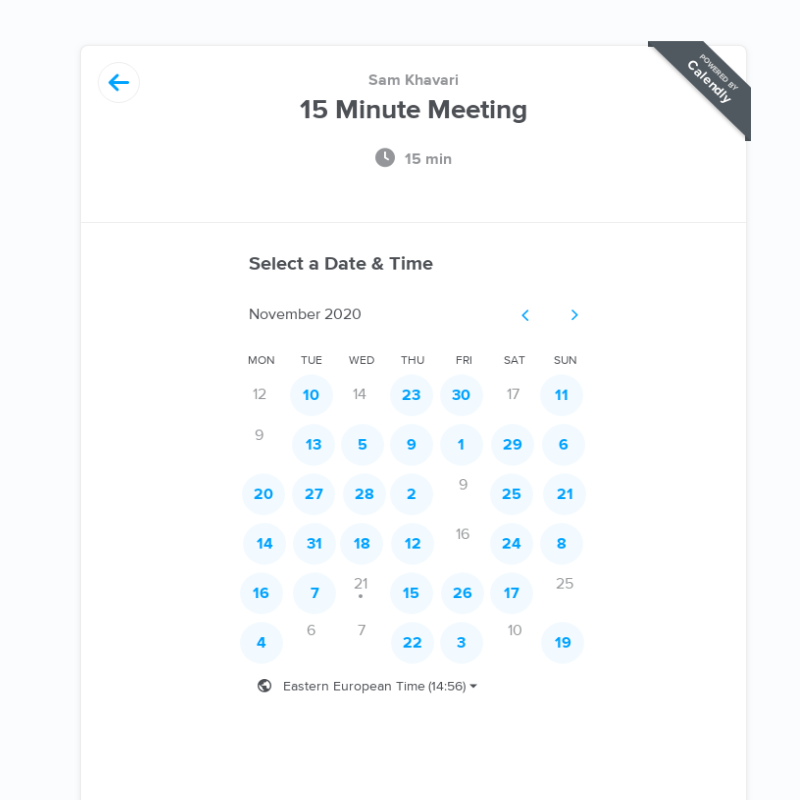 Sam Khavari
15 Minute Meeting
15 min
POWERED BY
Calendly
Select a Date & Time
November 2020
MON TUE WED THU FRI SAT SUN
12 10 14 23 30 17 11
9 13 5 9 1 29 6
20 27 28 2 9 25 21
14 31 18 12 16 24 8
16 7 21 15 26 17 25
4 6 7 22 3 10 19
Eastern European Time (14:56)